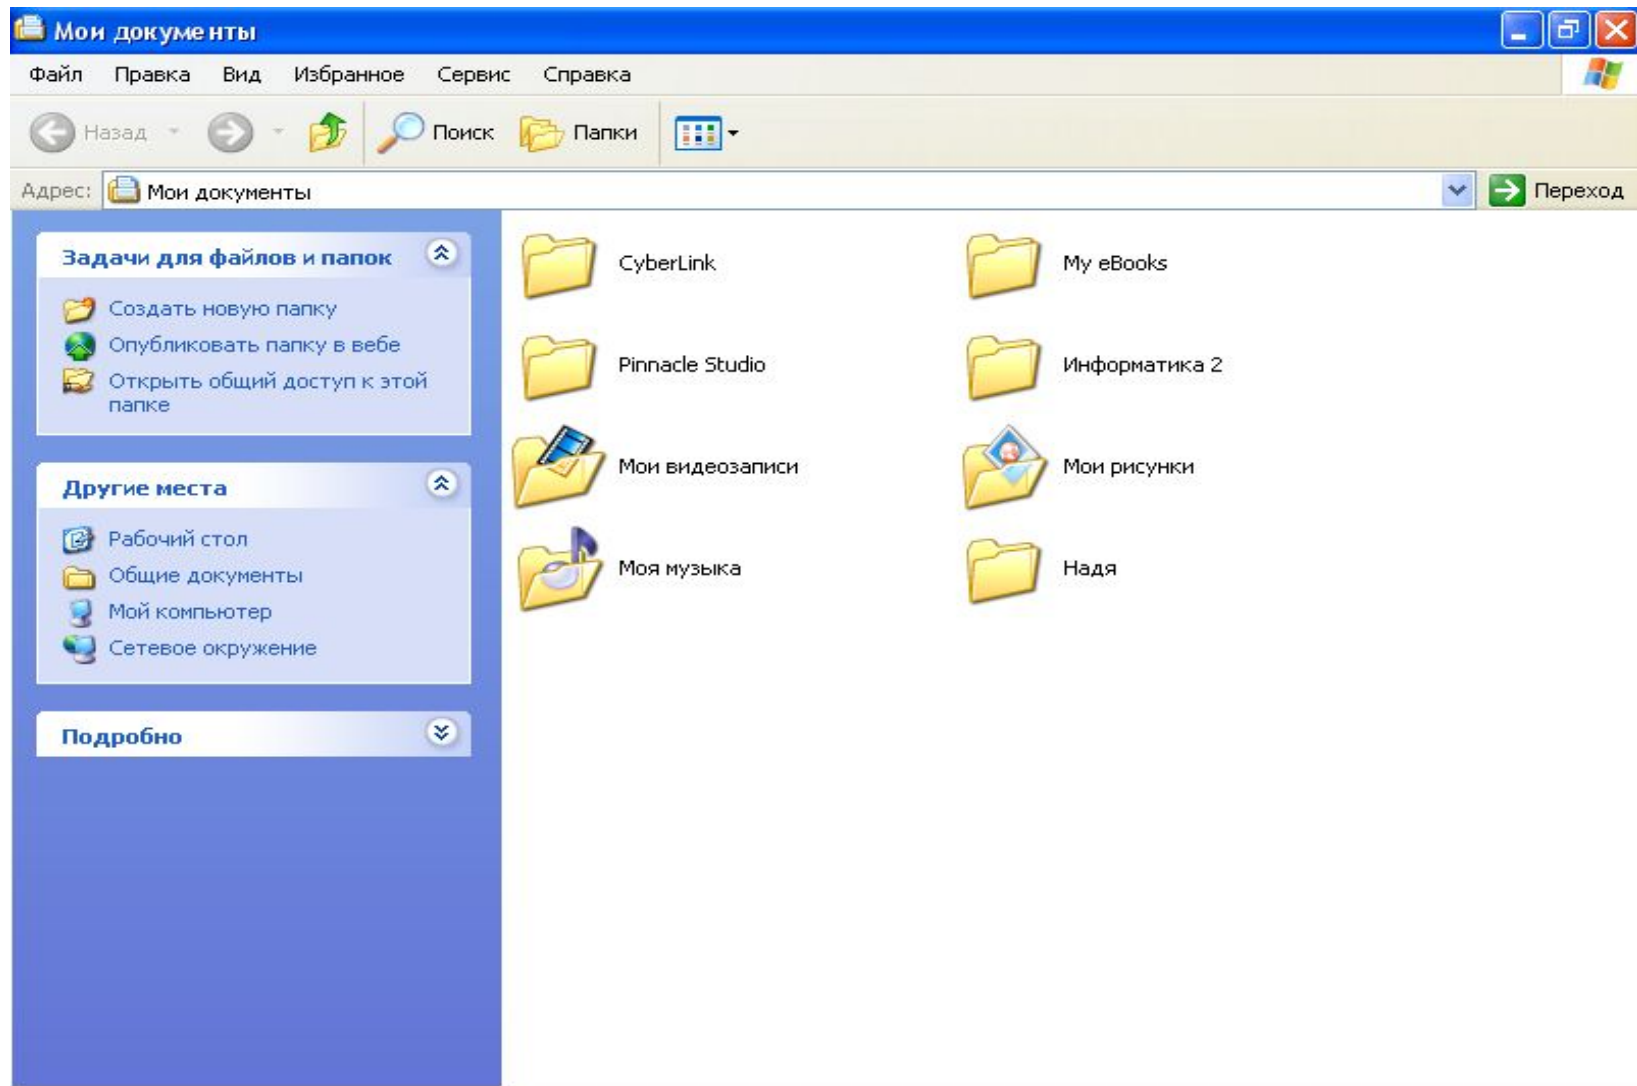 Мои документы
Файл Правка Вид Избранное Сервис Справка
Назад Поиск Папки
Адрес: Мои документы Переход
Задачи для файлов и папок
Создать новую папку
Опубликовать папку в вебе
Открыть общий доступ к этой
папке
Другие места
Рабочий стол
Общие документы
Мой компьютер
Сетевое окружение
Подробно
CyberLink My eBooks
Pinnacle Studio Информатика 2
Мои видеозаписи Мои рисунки
Моя музыка Надя